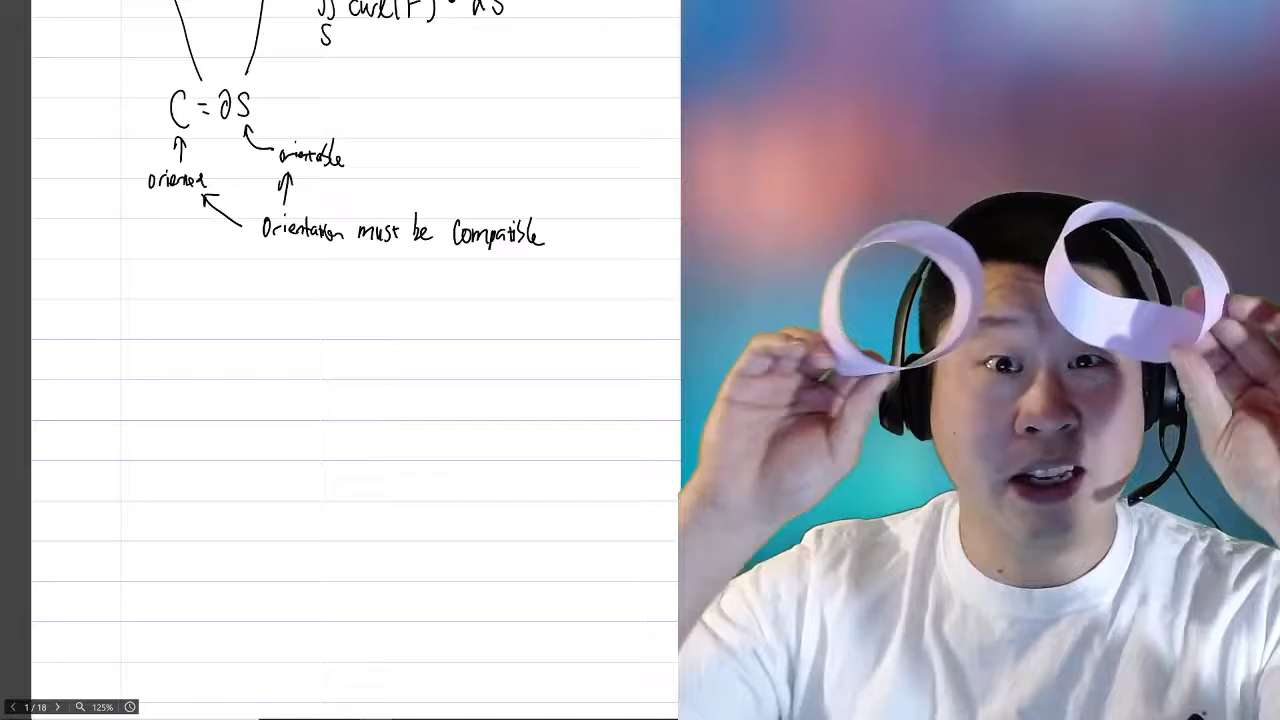 ∬ curl(F) · dS
S
C = ∂S
orientable
oriented
Orientation must be compatible
1 / 18 125%